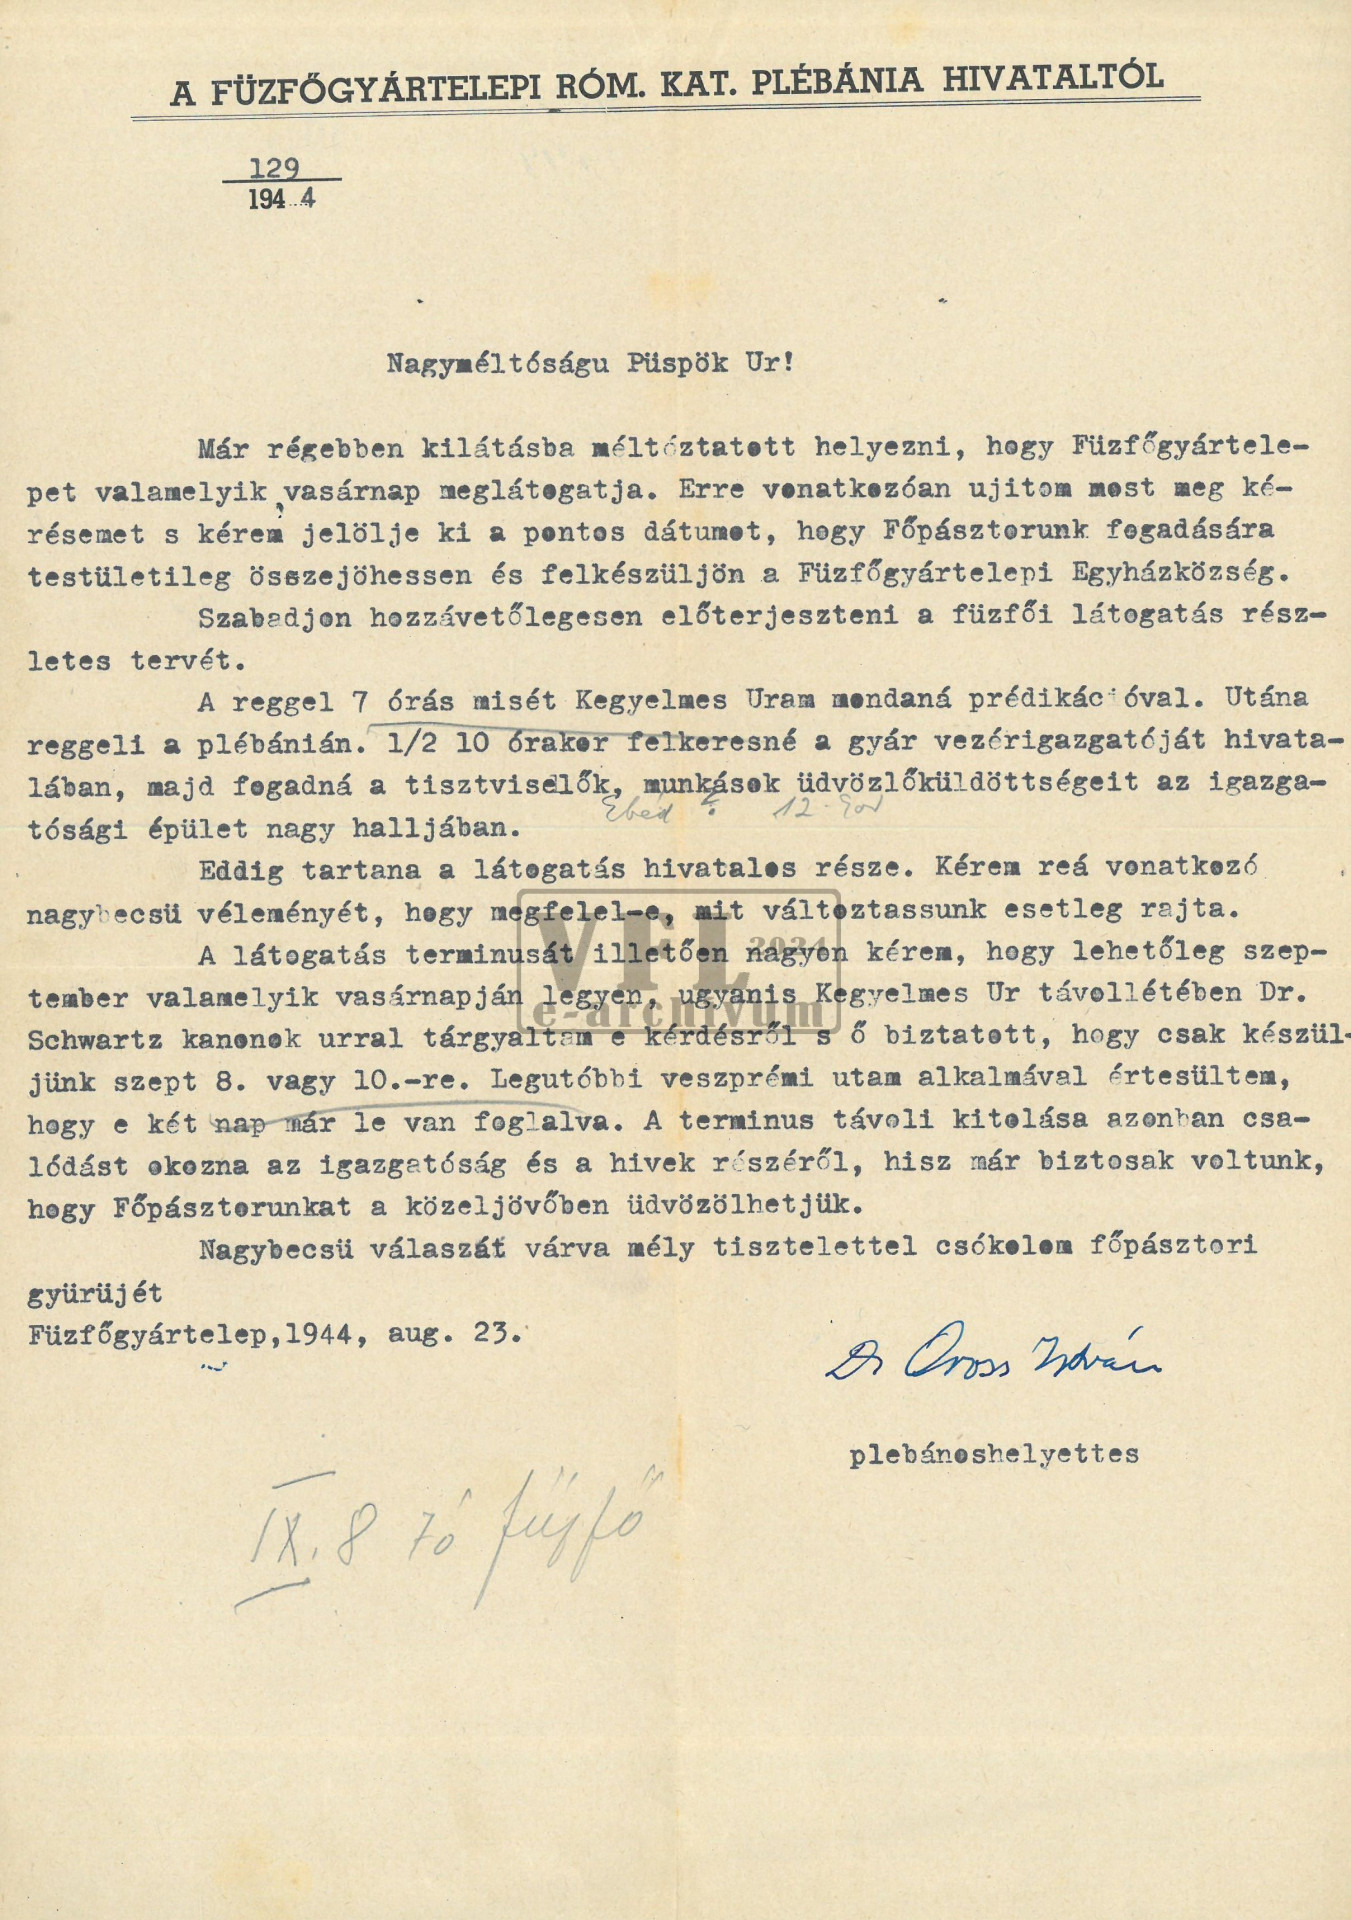 A FÜZFŐGYÁRTELEPI RÓM. KAT. PLÉBÁNIA HIVATALTÓL
129
194 4
Nagyméltóságu Püspök Ur!
Már régebben kilátásba méltóztatott helyezni, hogy Füzfőgyártele-
pet valamelyik vasárnap meglátogatja. Erre vonatkozóan ujitom most meg ké-
résemet s kérem jelölje ki a pontos dátumot, hogy Főpásztorunk fogadására
testületileg összejöhessen és felkészüljön a Füzfőgyártelepi Egyházközség.
Szabadjon hozzávetőlegesen előterjeszteni a füzfői látogatás rész-
letes tervét.
A reggel 7 órás misét Kegyelmes Uram mondaná prédikációval. Utána
reggeli a plébánián. 1/2 10 órakor felkeresné a gyár vezérigazgatóját hivata-
lában, majd fogadná a tisztviselők, munkások üdvözlőküldöttségeit az igazga-
Ebéd ? 12
tósági épület nagy halljában.
Eddig tartana a látogatás hivatalos része. Kérem reá vonatkozó
nagybecsü véleményét, hogy megfelel-e, mit változtassunk esetleg rajta.
A látogatás terminusát illetően nagyon kérem, hogy lehetőleg szep-
tember valamelyik vasárnapján legyen, ugyanis Kegyelmes Ur távollétében Dr.
Schwartz kanonok urral tárgyaltam e kérdésről s ő biztatott, hogy csak készül-
jünk szept 8. vagy 10.-re. Legutóbbi veszprémi utam alkalmával értesültem,
hogy e két nap már le van foglalva. A terminus távoli kitolása azonban csa-
lódást okozna az igazgatóság és a hivek részéről, hisz már biztosak voltunk,
hogy Főpásztorunkat a közeljövőben üdvözölhetjük.
Nagybecsü válaszát várva mély tisztelettel csókolom főpásztori
gyürüjét
Füzfőgyártelep,1944, aug. 23.
Dr Oross István
plebánoshelyettes
IX. 8 7ó Füzfő
VFL 2024
e-archivum